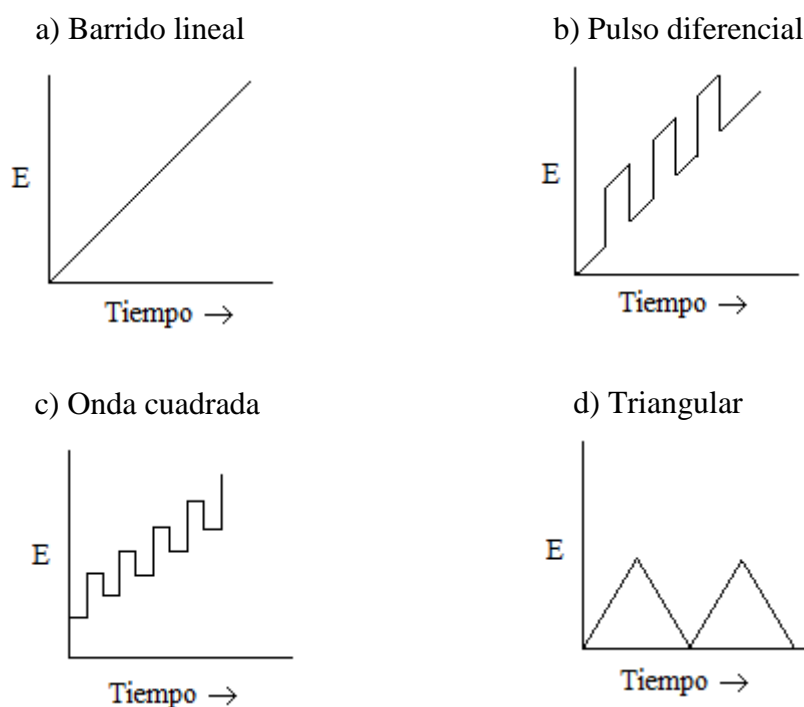 a) Barrido lineal
b) Pulso diferencial
E
E
Tiempo →
Tiempo →
c) Onda cuadrada
d) Triangular
E
E
Tiempo →
Tiempo →